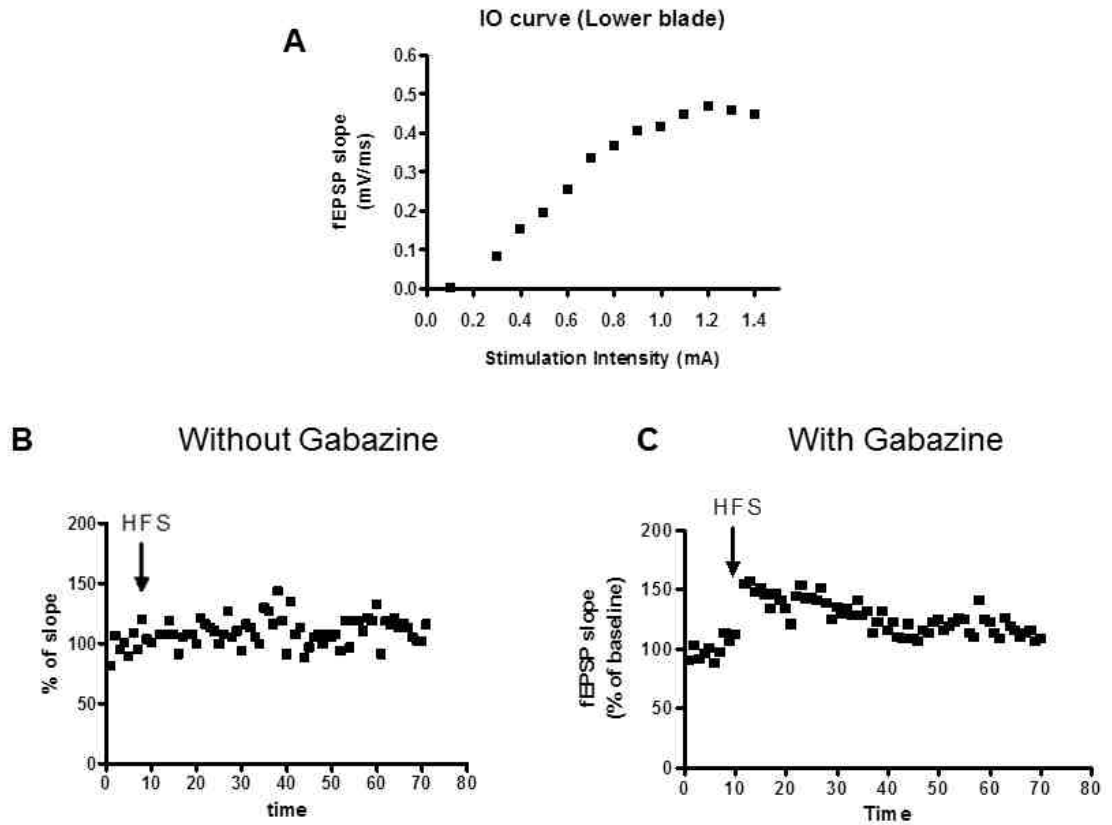 A
IO curve (Lower blade)
0.6
0.5
0.4
0.3
0.2
0.1
0.0
fEPSP slope
(mV/ms)
0.0 0.2 0.4 0.6 0.8 1.0 1.2 1.4
Stimulation Intensity (mA)
B
Without Gabazine
HFS
200
150
100
50
0
% of slope
0 10 20 30 40 50 60 70 80
time
C
With Gabazine
HFS
200
150
100
50
0
fEPSP slope
(% of baseline)
0 10 20 30 40 50 60 70 80
Time